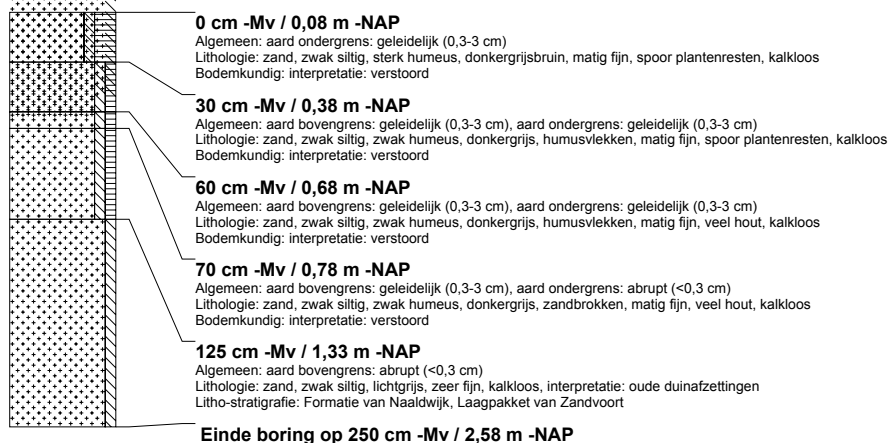 0 cm -Mv / 0,08 m -NAP
Algemeen: aard ondergrens: geleidelijk (0,3-3 cm)
Lithologie: zand, zwak siltig, sterk humeus, donkergrijsbruin, matig fijn, spoor plantenresten, kalkloos
Bodemkundig: interpretatie: verstoord
30 cm -Mv / 0,38 m -NAP
Algemeen: aard bovengrens: geleidelijk (0,3-3 cm), aard ondergrens: geleidelijk (0,3-3 cm)
Lithologie: zand, zwak siltig, zwak humeus, donkergrijs, humusvlekken, matig fijn, spoor plantenresten, kalkloos
Bodemkundig: interpretatie: verstoord
60 cm -Mv / 0,68 m -NAP
Algemeen: aard bovengrens: geleidelijk (0,3-3 cm), aard ondergrens: geleidelijk (0,3-3 cm)
Lithologie: zand, zwak siltig, zwak humeus, donkergrijs, humusvlekken, matig fijn, veel hout, kalkloos
Bodemkundig: interpretatie: verstoord
70 cm -Mv / 0,78 m -NAP
Algemeen: aard bovengrens: geleidelijk (0,3-3 cm), aard ondergrens: abrupt (<0,3 cm)
Lithologie: zand, zwak siltig, zwak humeus, donkergrijs, zandbrokken, matig fijn, veel hout, kalkloos
Bodemkundig: interpretatie: verstoord
125 cm -Mv / 1,33 m -NAP
Algemeen: aard bovengrens: abrupt (<0,3 cm)
Lithologie: zand, zwak siltig, lichtgrijs, zeer fijn, kalkloos, interpretatie: oude duinafzettingen
Litho-stratigrafie: Formatie van Naaldwijk, Laagpakket van Zandvoort
Einde boring op 250 cm -Mv / 2,58 m -NAP